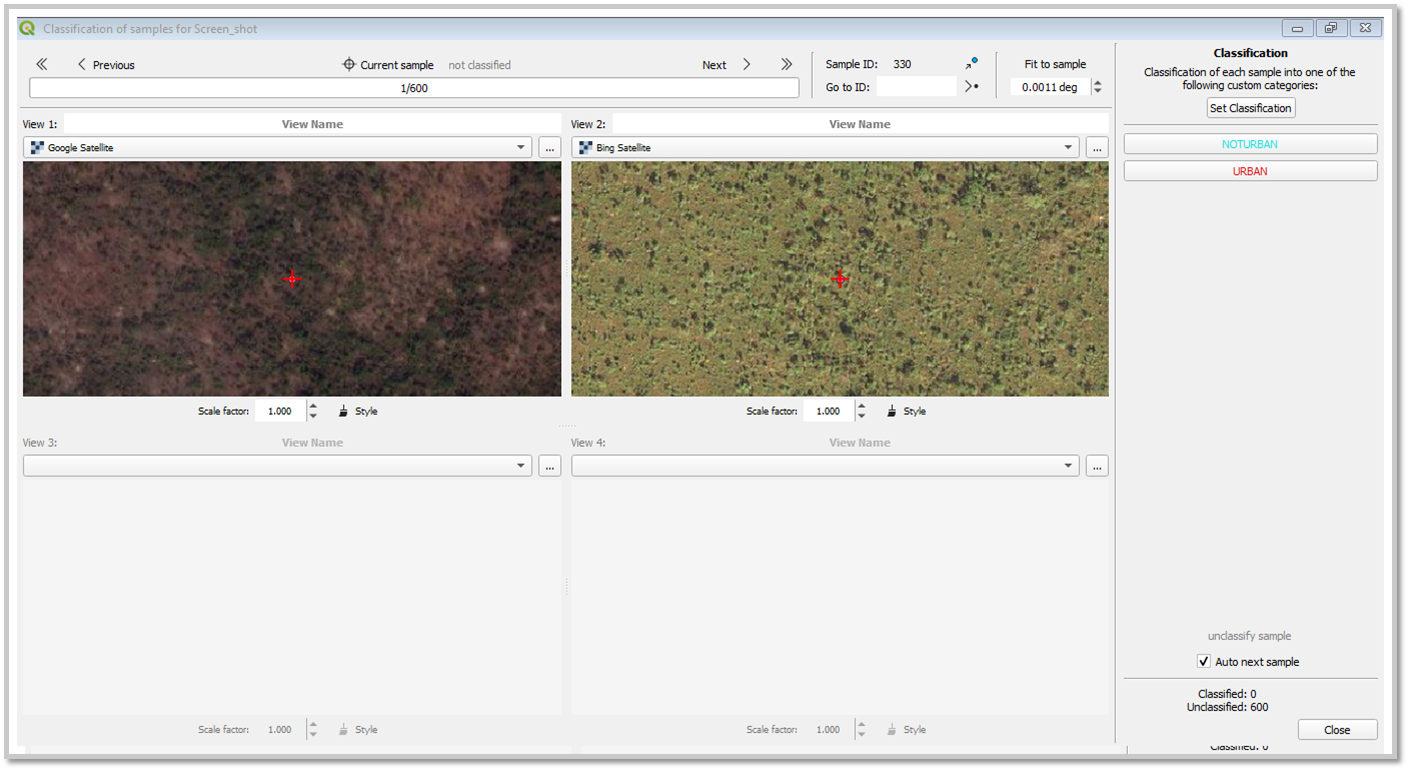 Classification of samples for Screen_shot
Previous
Current sample not classified
Next
1/600
Sample ID: 330
Go to ID:
Fit to sample
0.0011 deg
Classification
Classification of each sample into one of the
following custom categories:
Set Classification
NOTURBAN
URBAN
View 1: View Name
Google Satellite ...
View 2: View Name
Bing Satellite ...
Scale factor: 1.000 Style
Scale factor: 1.000 Style
View 3: View Name
...
View 4: View Name
...
Scale factor: 1.000 Style
Scale factor: 1.000 Style
unclassify sample
Auto next sample
Classified: 0
Unclassified: 600
Close
Classified: 0